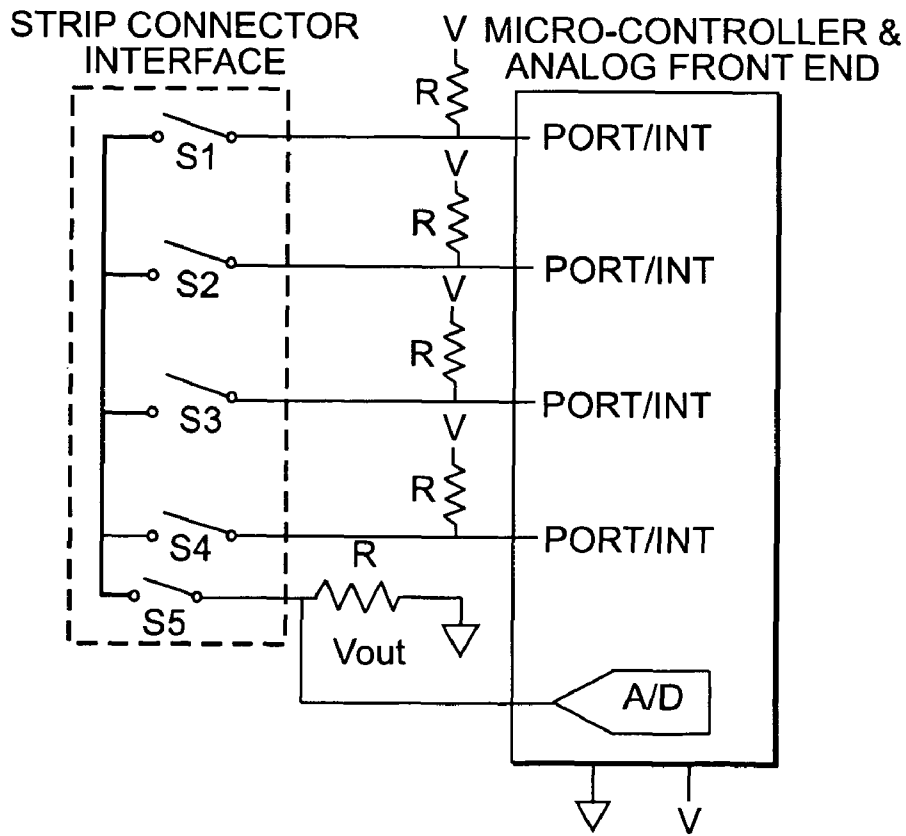 STRIP CONNECTOR
INTERFACE
V
MICRO-CONTROLLER &
ANALOG FRONT END
R
S1
PORT/INT
V
R
S2
PORT/INT
V
R
S3
PORT/INT
V
R
S4
PORT/INT
R
S5
Vout
A/D
V